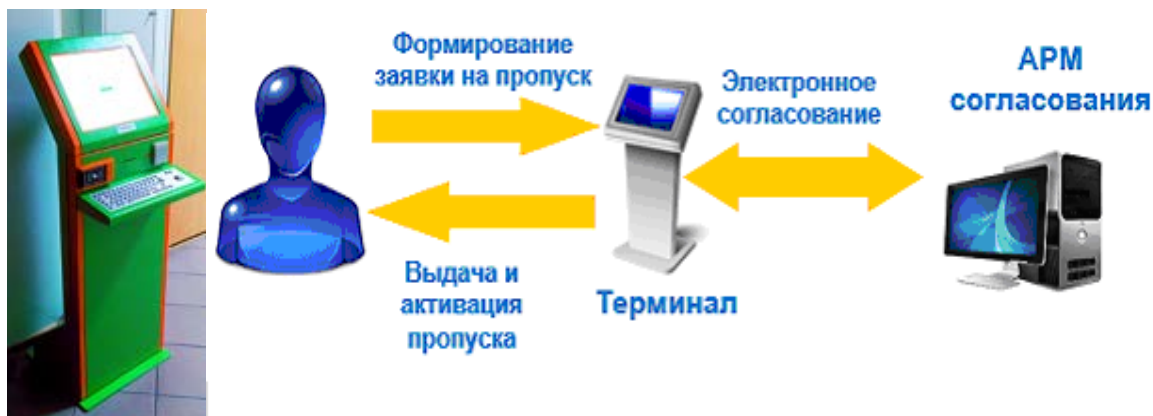 Формирование
заявки на пропуск
Электронное
согласование
АРМ
согласования
Выдача и
активация
пропуска
Терминал